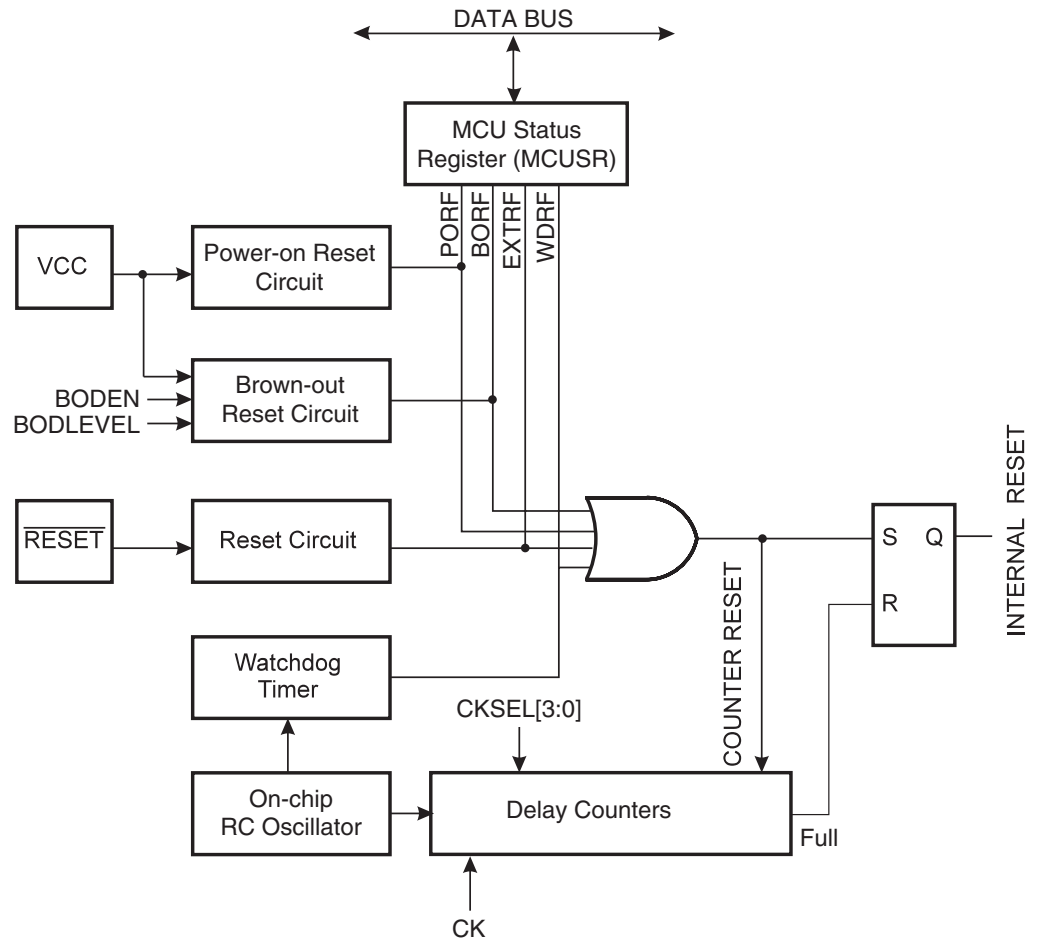 DATA BUS
MCU Status
Register (MCUSR)
PORF
BORF
EXTRF
WDRF
VCC
Power-on Reset
Circuit
BODEN
BODLEVEL
Brown-out
Reset Circuit
RESET
Reset Circuit
Watchdog
Timer
On-chip
RC Oscillator
CKSEL[3:0]
Delay Counters
CK
COUNTER RESET
Full
S Q
R
INTERNAL RESET